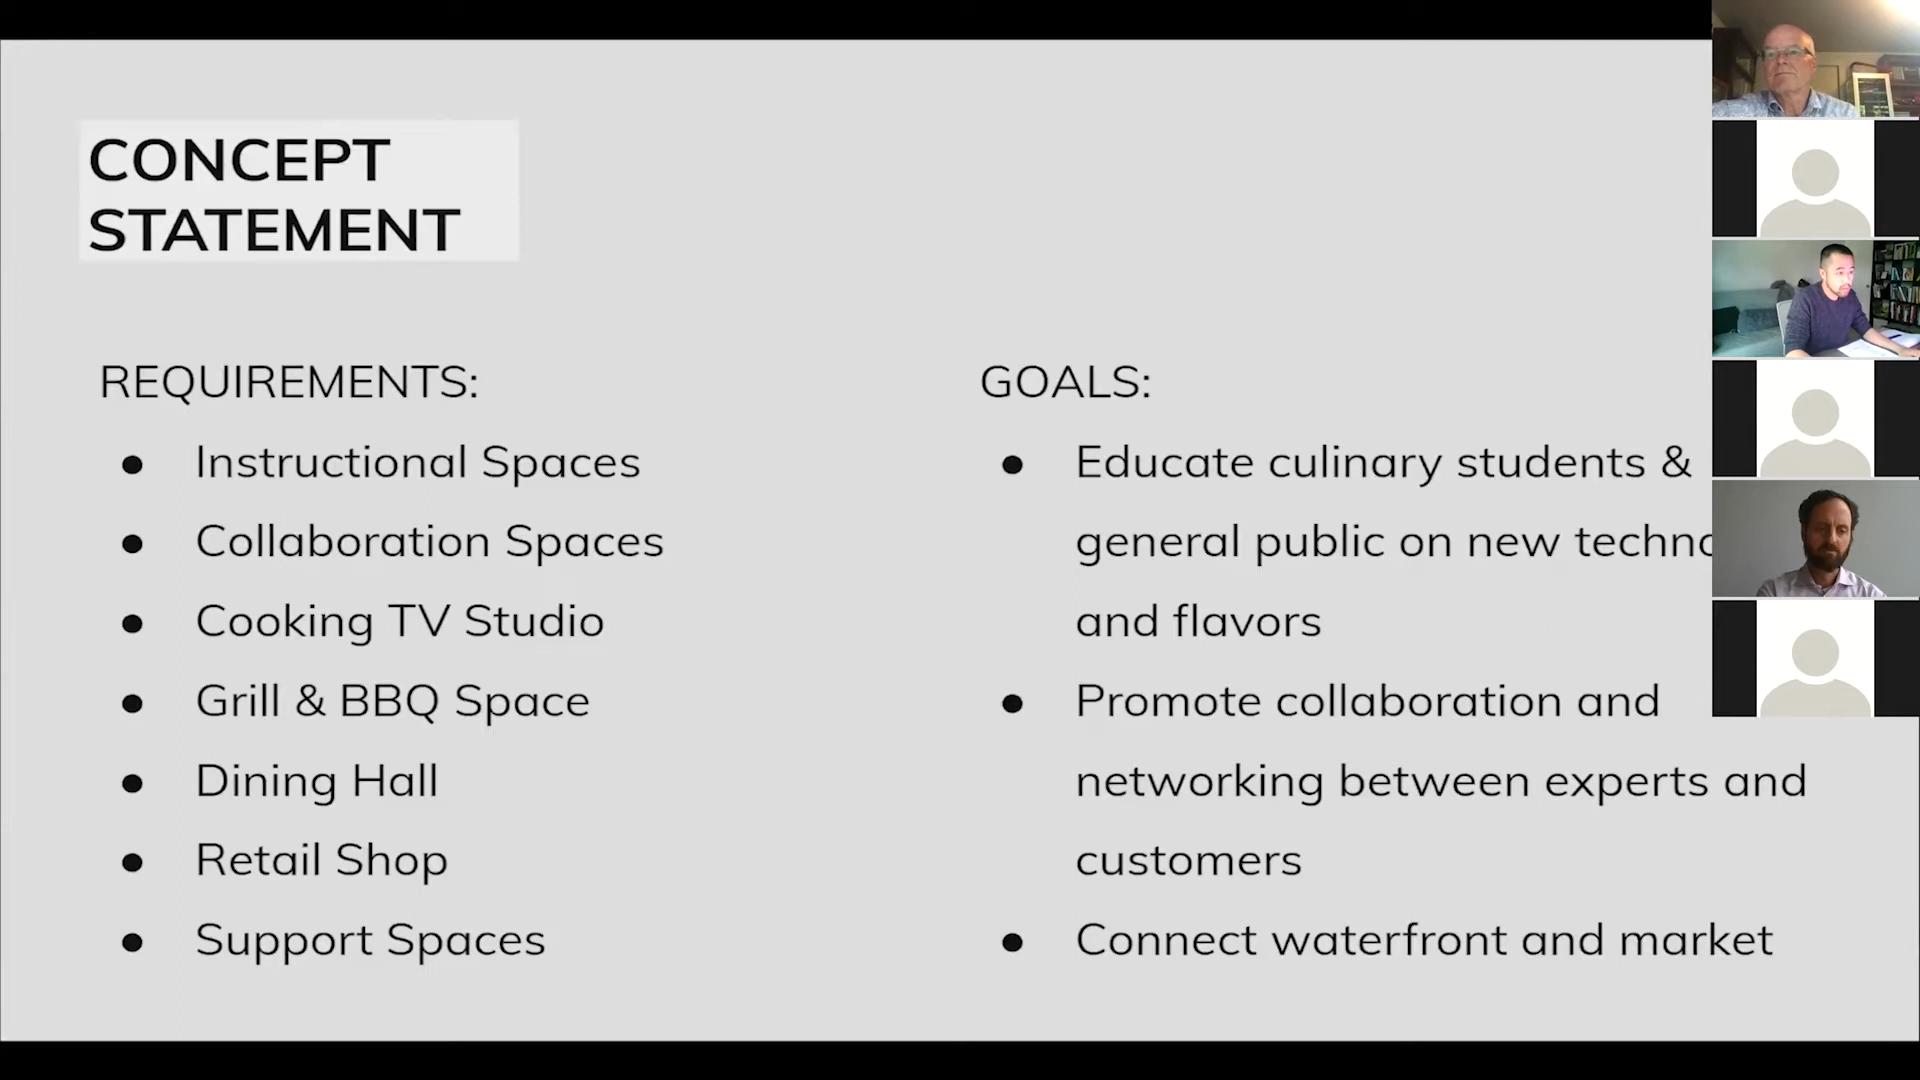 CONCEPT
STATEMENT
REQUIREMENTS:
● Instructional Spaces
● Collaboration Spaces
● Cooking TV Studio
● Grill & BBQ Space
● Dining Hall
● Retail Shop
● Support Spaces
GOALS:
● Educate culinary students &
general public on new
and flavors
● Promote collaboration and
networking between experts and
customers
● Connect waterfront and market